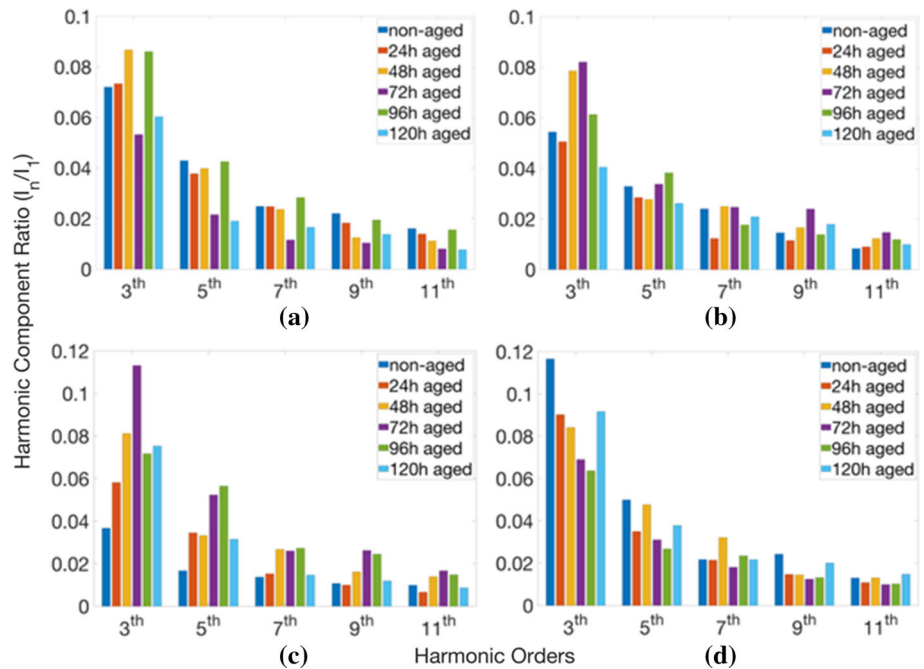 0.1
0.08
0.06
0.04
0.02
0
non-aged
24h aged
48h aged
72h aged
96h aged
120h aged
3th 5th 7th 9th 11th
(a)
0.1
0.08
0.06
0.04
0.02
0
non-aged
24h aged
48h aged
72h aged
96h aged
120h aged
3th 5th 7th 9th 11th
(b)
Harmonic Component Ratio (In/I1)
0.12
0.1
0.08
0.06
0.04
0.02
0
non-aged
24h aged
48h aged
72h aged
96h aged
120h aged
3th 5th 7th 9th 11th
(c)
0.12
0.1
0.08
0.06
0.04
0.02
0
non-aged
24h aged
48h aged
72h aged
96h aged
120h aged
3th 5th 7th 9th 11th
(d)
Harmonic Orders